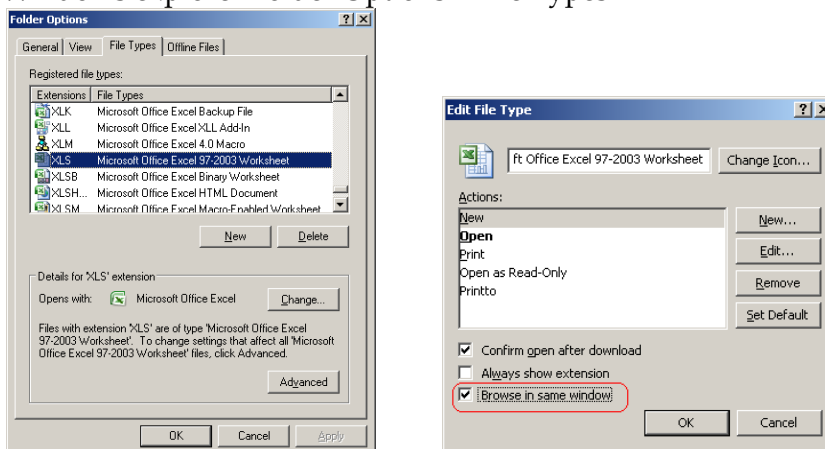 Folder Options
General View File Types Offline Files
Registered file types:
Extensions File Types
XLK Microsoft Office Excel Backup File
XLL Microsoft Office Excel XLL Add-In
XLM Microsoft Office Excel 4.0 Macro
XLS Microsoft Office Excel 97-2003 Worksheet
XLSB Microsoft Office Excel Binary Worksheet
XLSH... Microsoft Office Excel HTML Document
XLSM Microsoft Office Excel Macro-Enabled Worksheet
New Delete
Details for 'XLS' extension
Opens with: Microsoft Office Excel Change...
Files with extension 'XLS' are of type 'Microsoft Office Excel
97-2003 Worksheet'. To change settings that affect all 'Microsoft
Office Excel 97-2003 Worksheet' files, click Advanced.
Advanced
OK Cancel Apply
Edit File Type
ft Office Excel 97-2003 Worksheet Change Icon...
Actions:
New
Open
Print
Open as Read-Only
Printto
New...
Edit...
Remove
Set Default
Confirm open after download
Always show extension
Browse in same window
OK Cancel